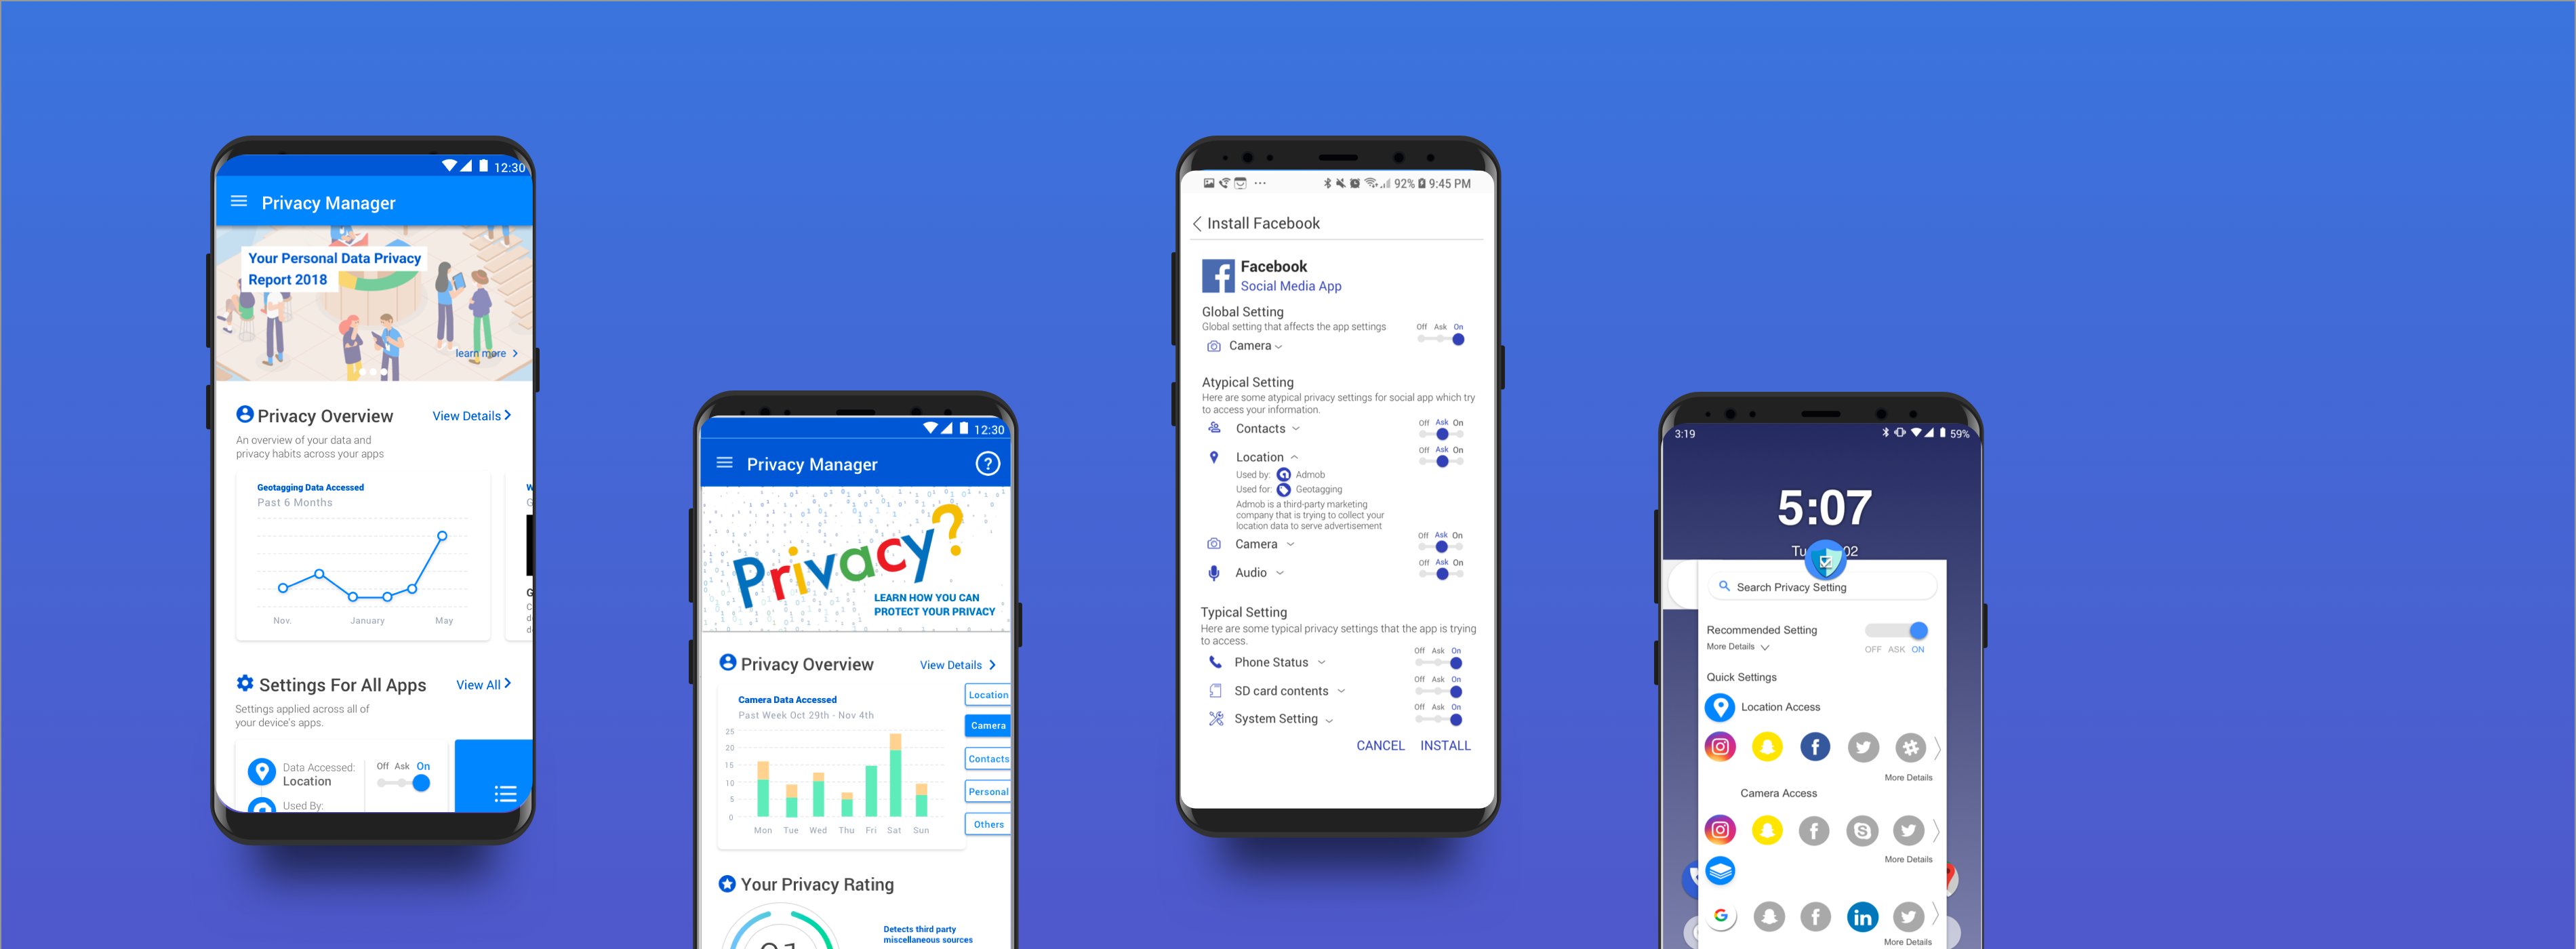 12:30
Privacy Manager
Your Personal Data Privacy
Report 2018
learn more
Privacy Overview
View Details
An overview of your data and
privacy habits across your apps
Geotagging Data Accessed
Past 6 Months
Nov.
January
May
Settings For All Apps
View All
Settings applied across all of
your device's apps.
Data Accessed:
Location
Off Ask On
Used By:
12:30
Privacy Manager
?
Privacy?
LEARN HOW YOU CAN
PROTECT YOUR PRIVACY
Privacy Overview
View Details
Camera Data Accessed
Past Week Oct 29th - Nov 4th
25
20
15
10
5
0
Mon Tue Wed Thu Fri Sat Sun
Location
Camera
Contacts
Personal
Others
Your Privacy Rating
Detects third party
miscellaneous sources
92% 9:45 PM
Install Facebook
Facebook
Social Media App
Global Setting
Global setting that affects the app settings
Off Ask On
Camera
Atypical Setting
Here are some atypical privacy settings for social app which try
to access your information.
Contacts
Off Ask On
Location
Off Ask On
Used by: Admob
Used for: Geotagging
Admob is a third-party marketing
company that is trying to collect your
location data to serve advertisement
Camera
Off Ask On
Audio
Off Ask On
Typical Setting
Here are some typical privacy settings that the app is trying
to access.
Phone Status
Off Ask On
SD card contents
Off Ask On
System Setting
Off Ask On
CANCEL INSTALL
3:19
59%
5:07
Search Privacy Setting
Recommended Setting
More Details
OFF ASK ON
Quick Settings
Location Access
More Details
Camera Access
More Details
More Details